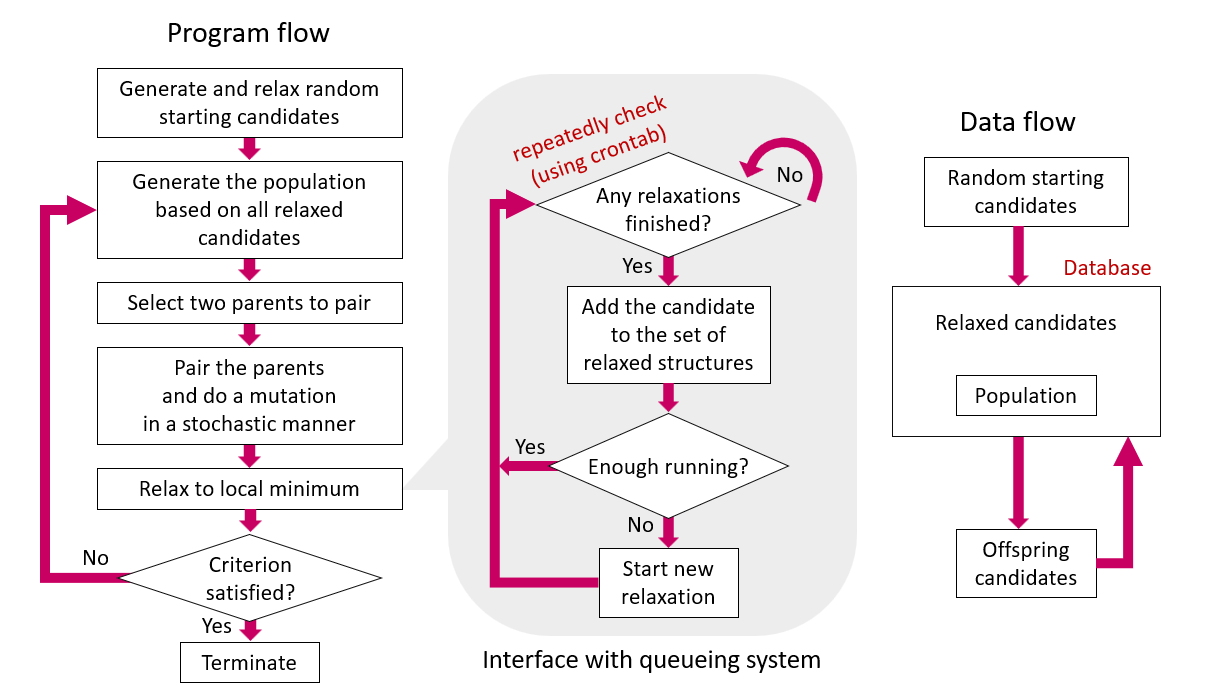 Program flow
Generate and relax random
starting candidates
Generate the population
based on all relaxed
candidates
Select two parents to pair
Pair the parents
and do a mutation
in a stochastic manner
Relax to local minimum
No
Criterion
satisfied?
Yes
Terminate
repeatedly check
(using crontab)
Any relaxations
finished?
No
Yes
Add the candidate
to the set of
relaxed structures
Yes
Enough running?
No
Start new
relaxation
Interface with queueing system
Data flow
Random starting
candidates
Database
Relaxed candidates
Population
Offspring
candidates